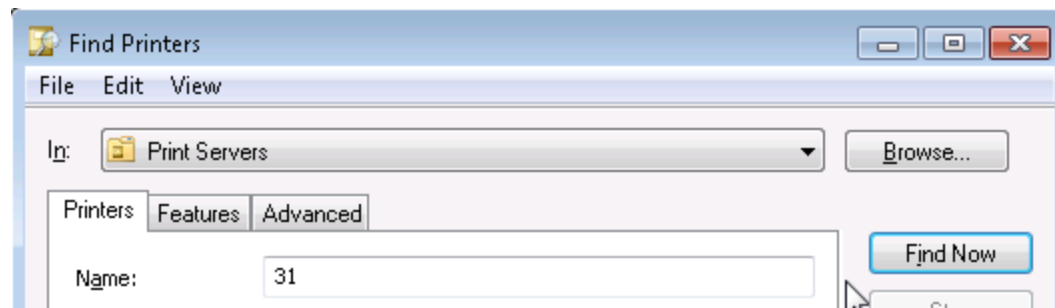 Find Printers
File Edit View
In: Print Servers Browse...
Printers Features Advanced
Find Now
Name: 31